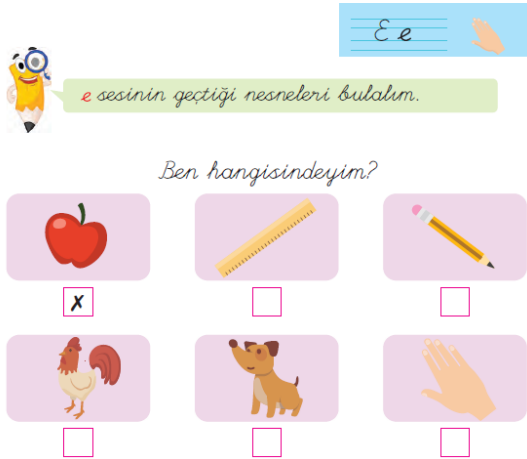 E e
e sesinin geçtiği nesneleri bulalım.
Ben hangisindeyim?
✗